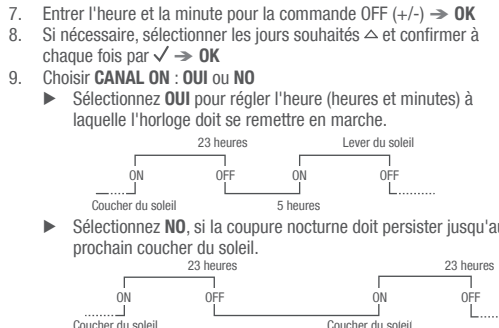 7. Entrer l'heure et la minute pour la commande OFF (+/-) ➔ OK
8. Si nécessaire, sélectionner les jours souhaités △ et confirmer à
chaque fois par ✓ ➔ OK
9. Choisir CANAL ON : OUI ou NO
► Sélectionnez OUI pour régler l'heure (heures et minutes) à
laquelle l'horloge doit se remettre en marche.
23 heures Lever du soleil
ON OFF ON OFF
Coucher du soleil 5 heures
► Sélectionnez NO, si la coupure nocturne doit persister jusqu'au
prochain coucher du soleil.
23 heures 23 heures
ON OFF ON OFF
Coucher du soleil Coucher du soleil